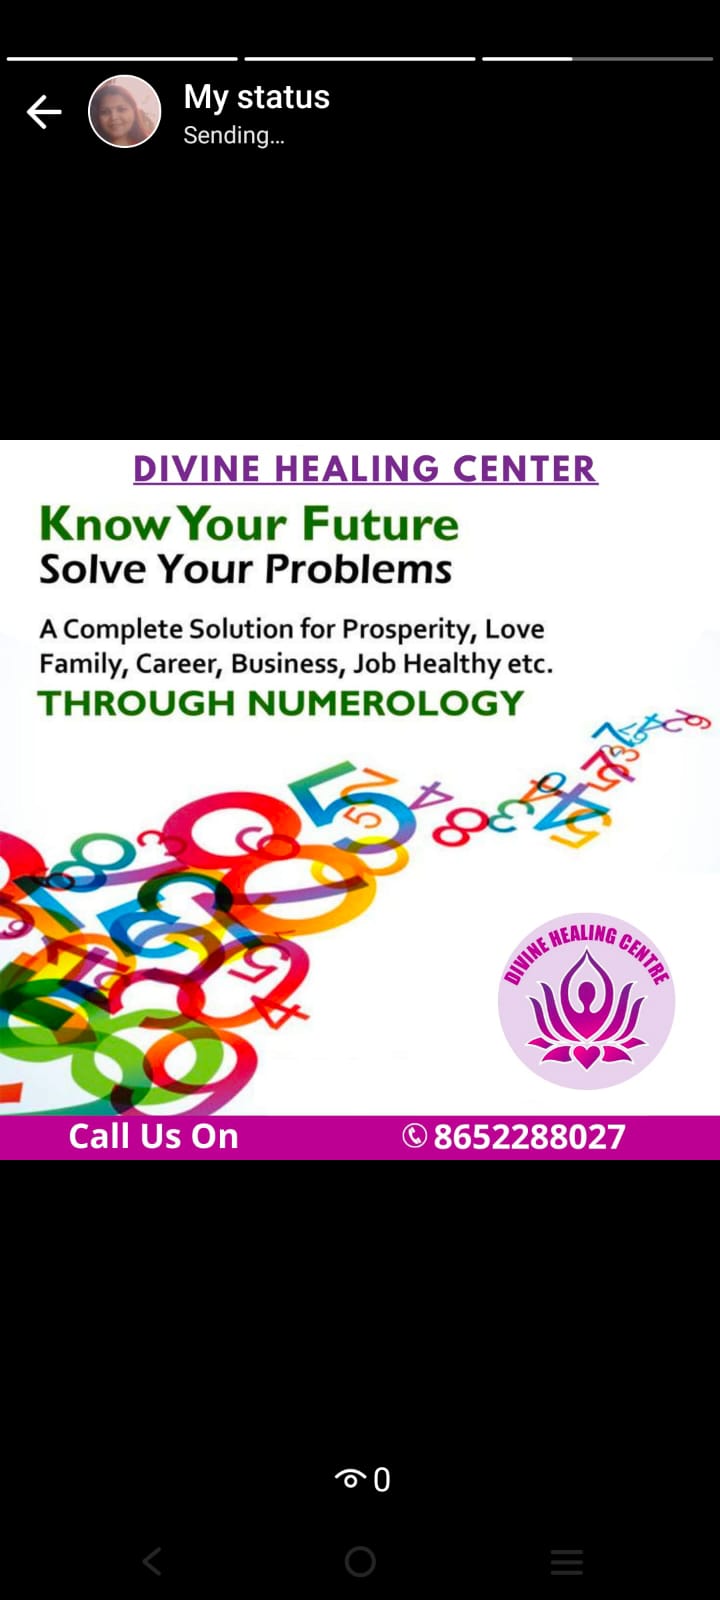 My status
Sending...
DIVINE HEALING CENTER
Know Your Future
Solve Your Problems
A Complete Solution for Prosperity, Love
Family, Career, Business, Job Healthy etc.
THROUGH NUMEROLOGY
DIVINE HEALING CENTRE
Call Us On
8652288027
0